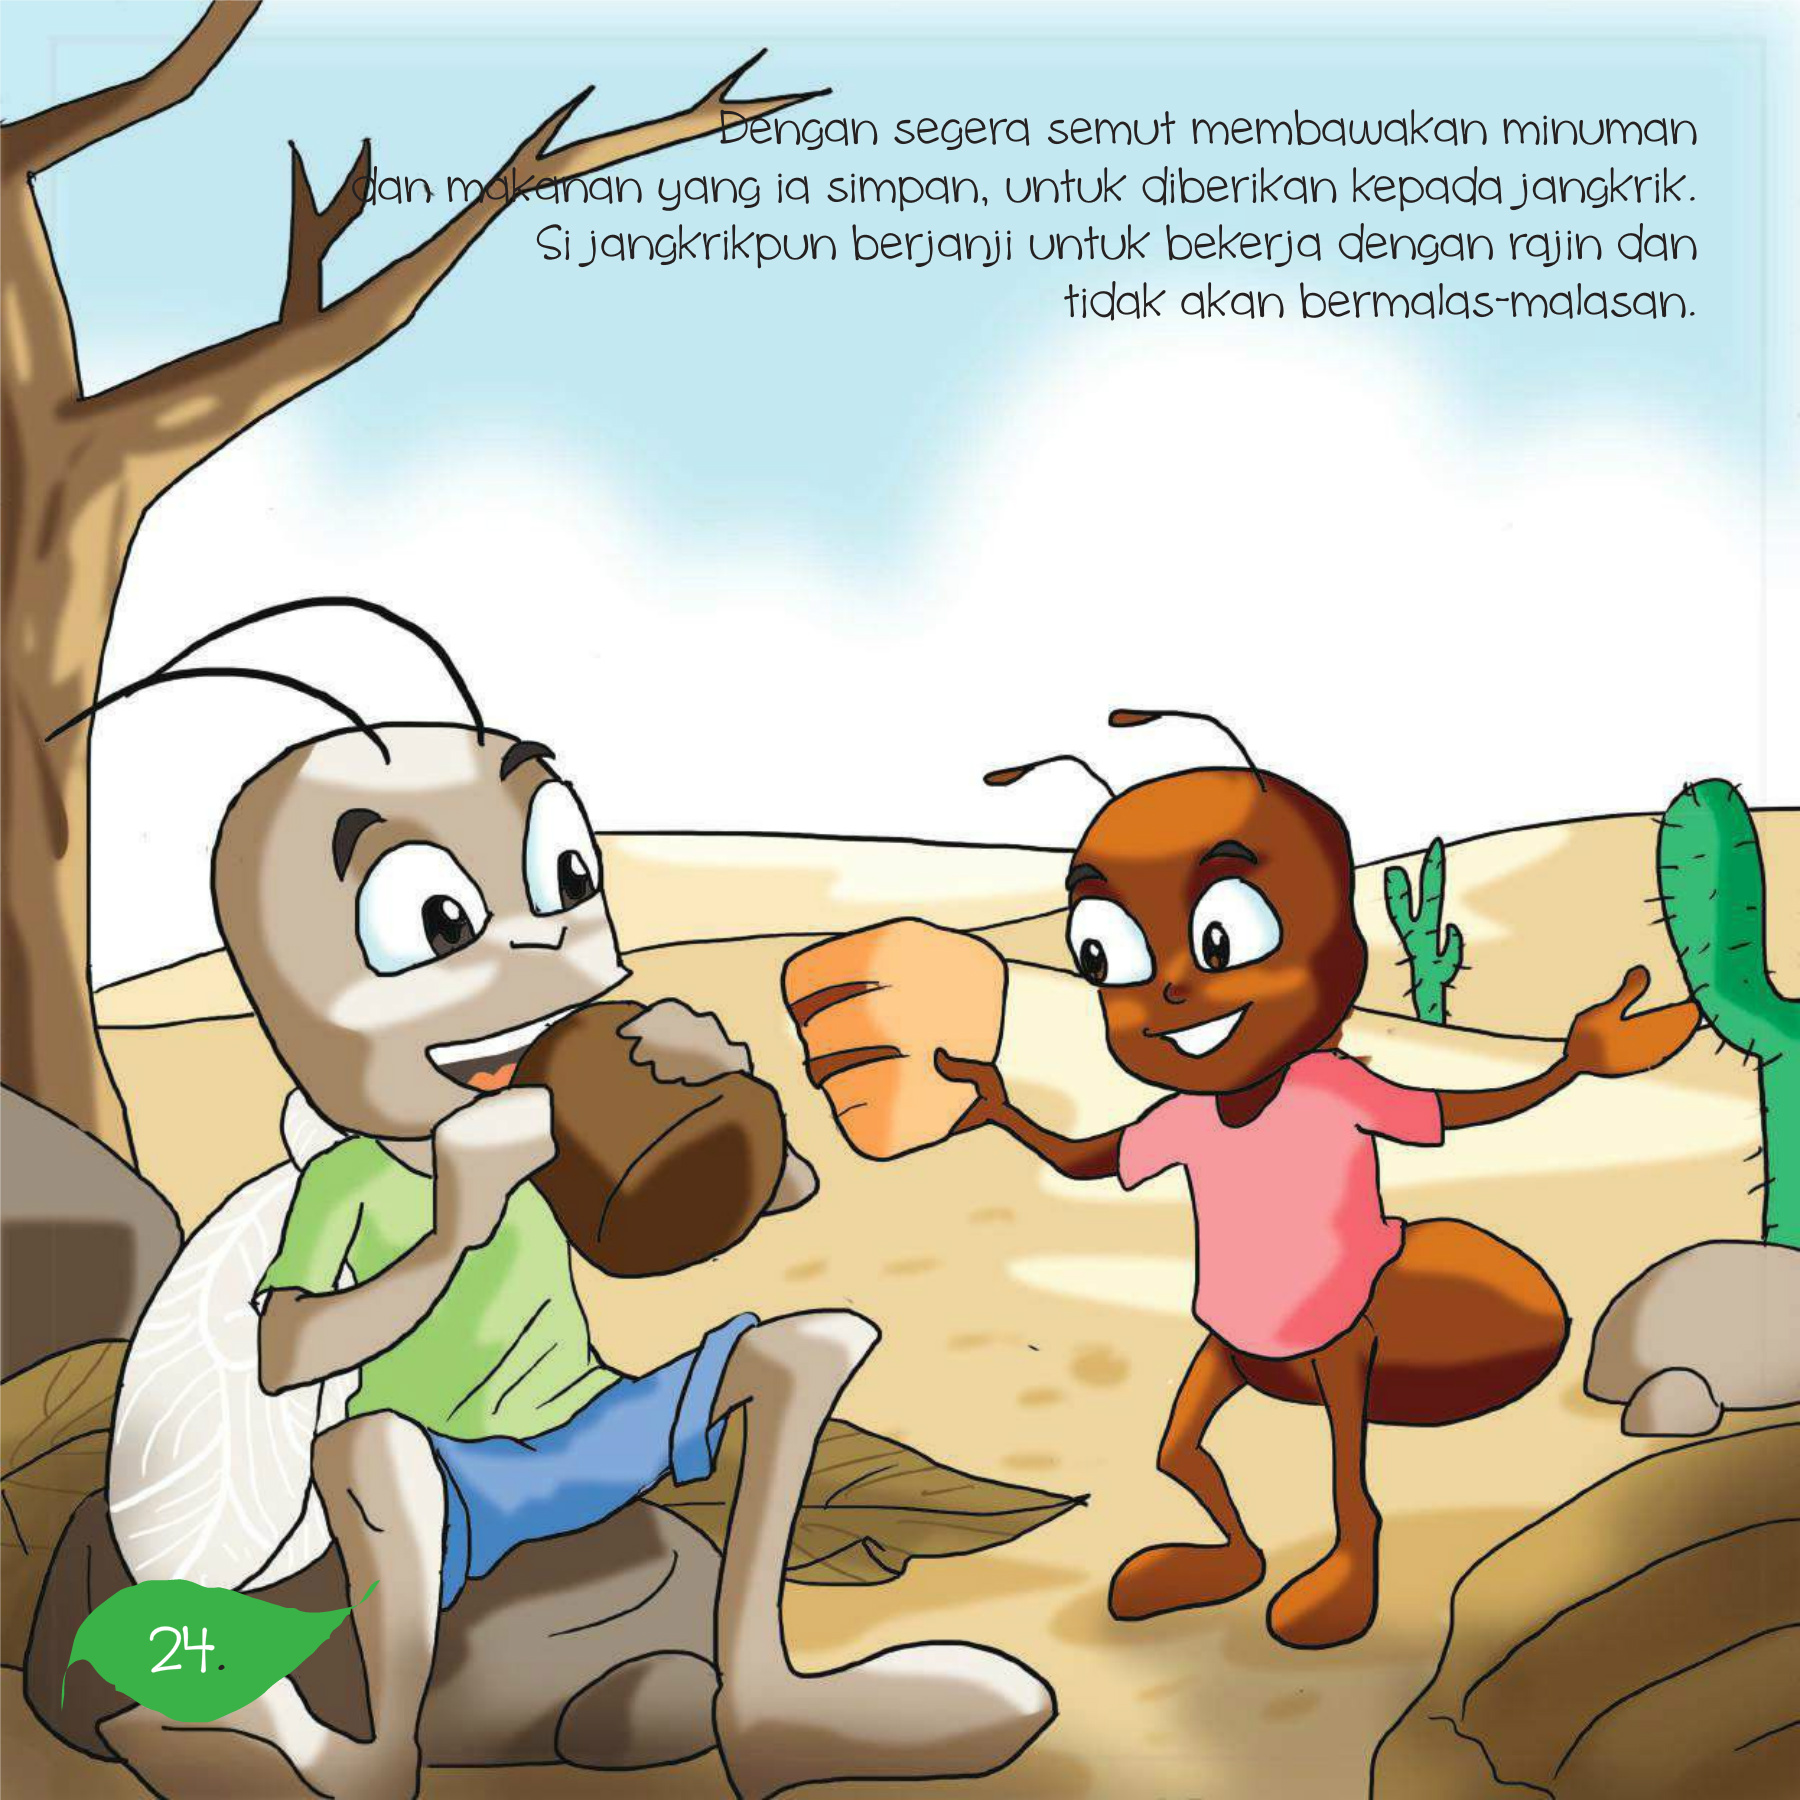 Dengan segera semut membawakan minuman
dan makanan yang ia simpan, untuk diberikan kepada jangkrik.
Si jangkrikpun berjanji untuk bekerja dengan rajin dan
tidak akan bermalas-malasan.
24.